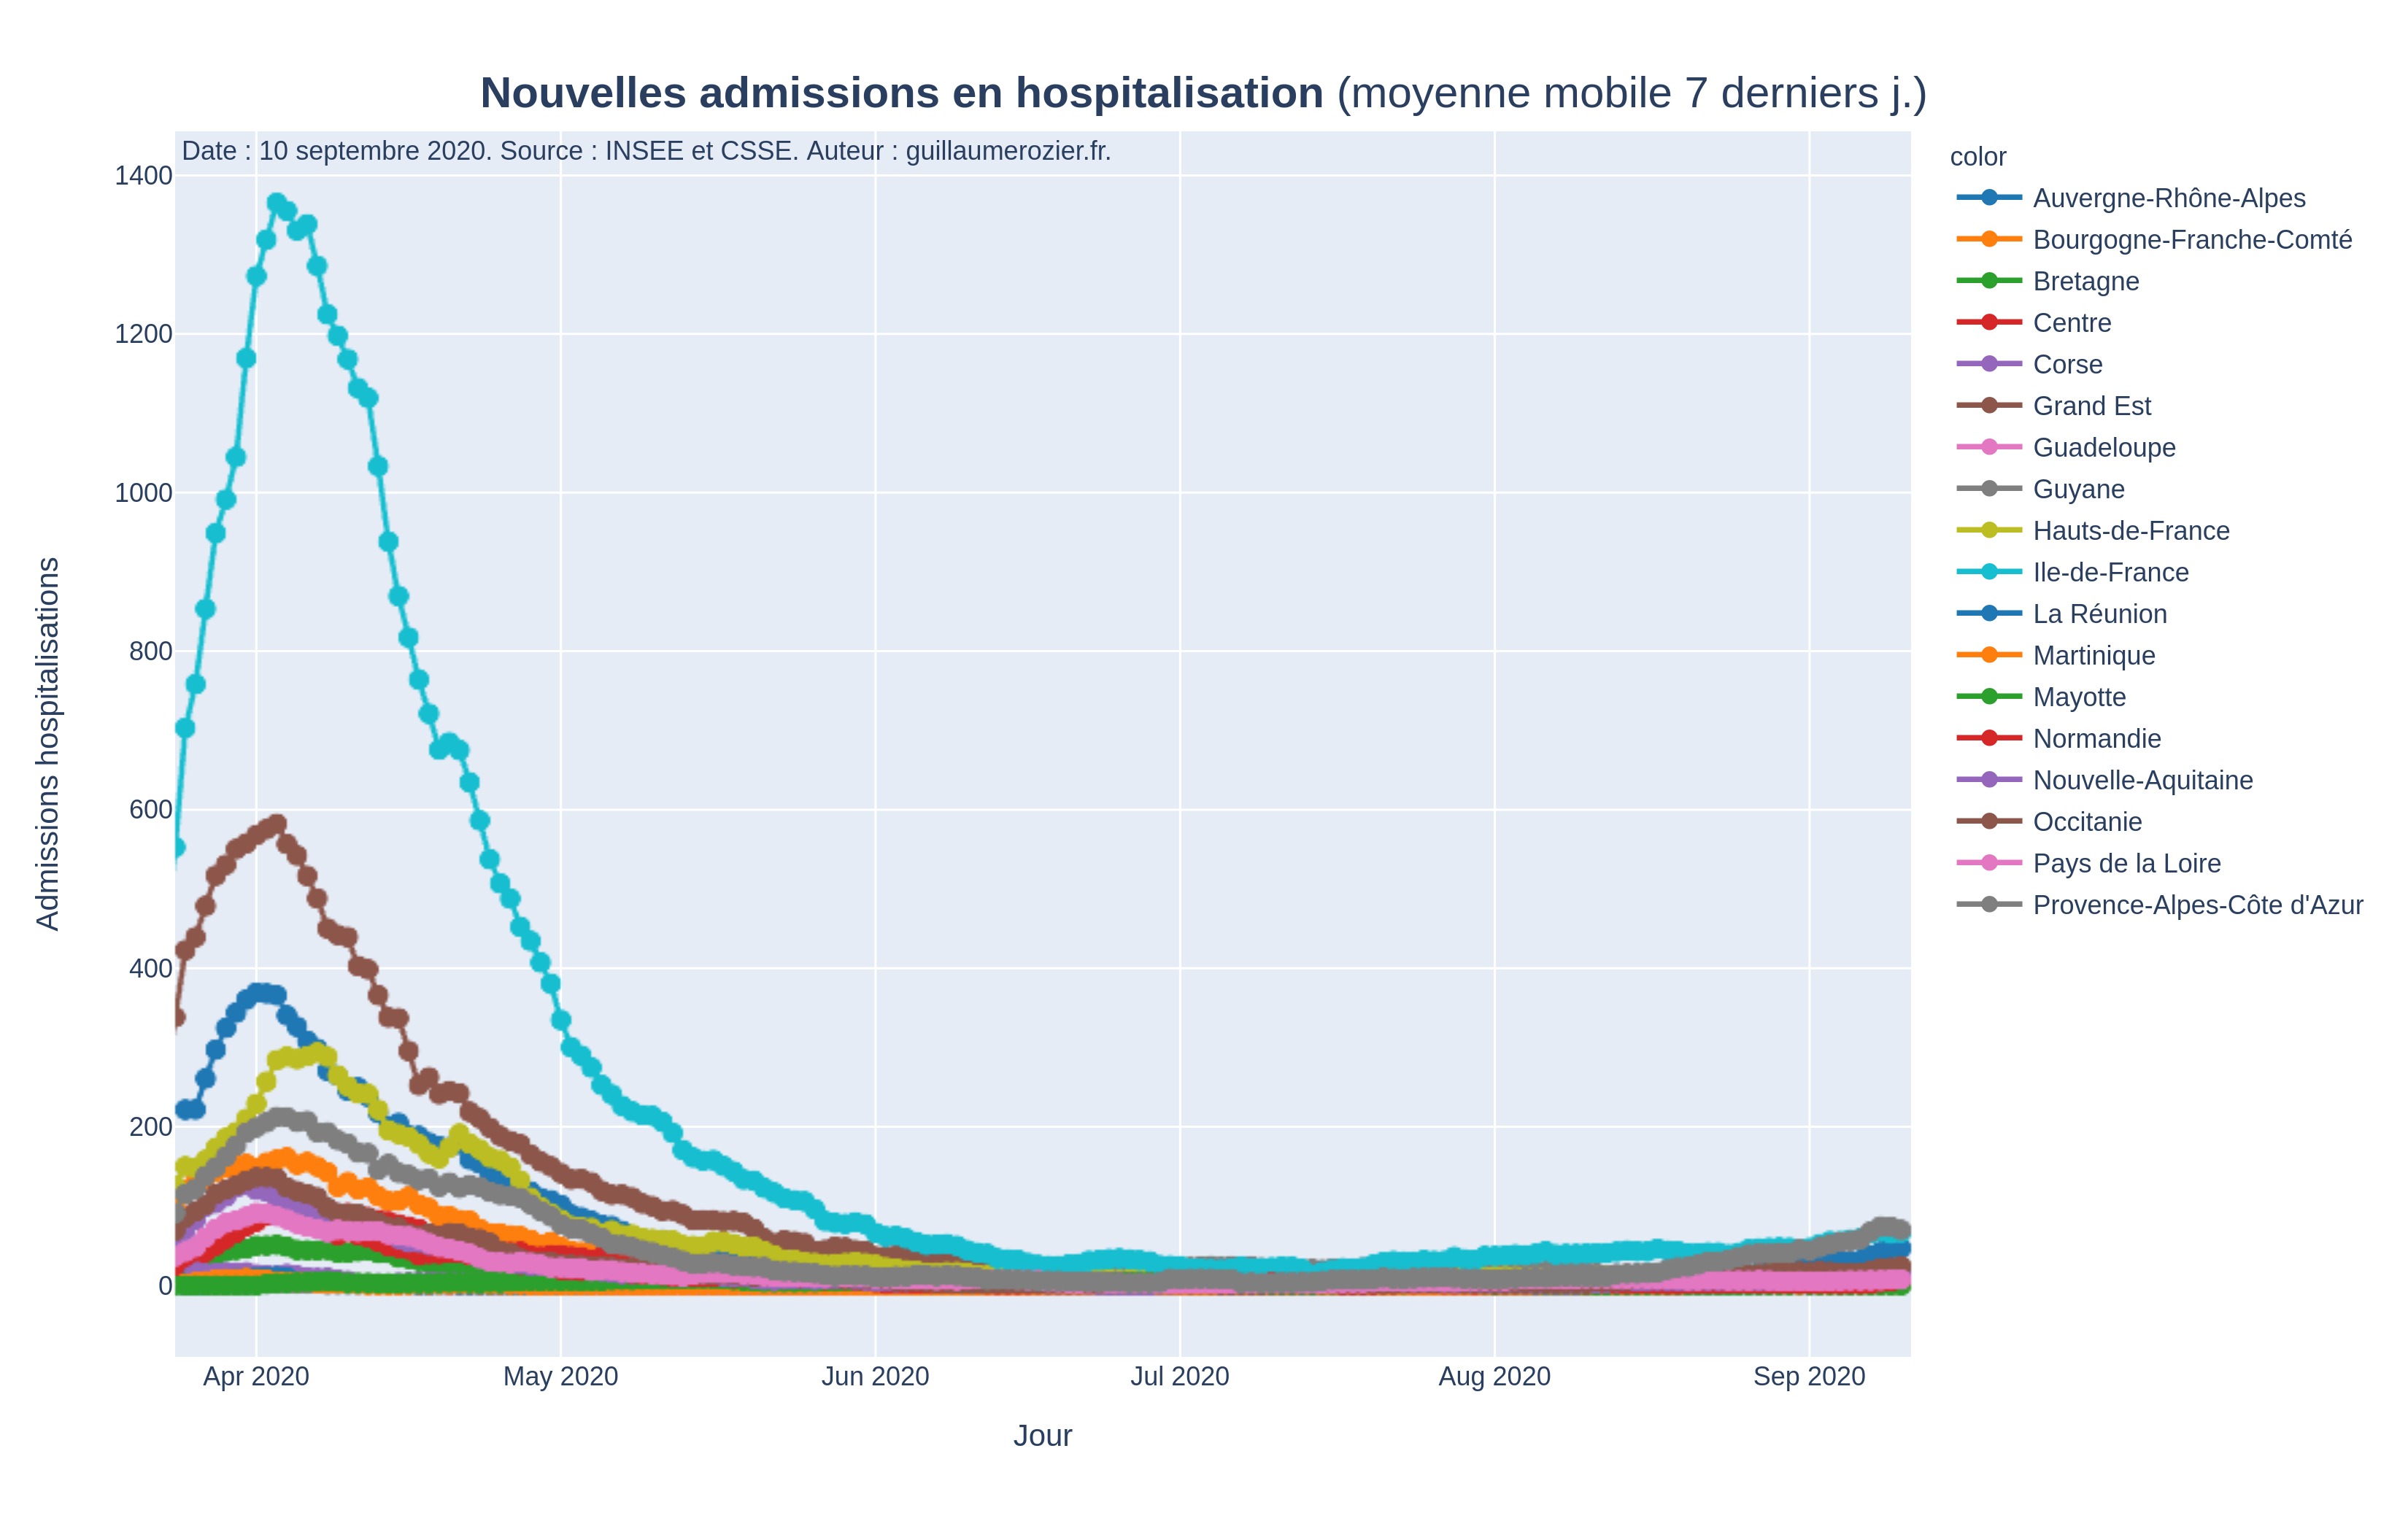 Nouvelles admissions en hospitalisation (moyenne mobile 7 derniers j.)
Date : 10 septembre 2020. Source : INSEE et CSSE. Auteur : guillaumerozier.fr.
Admissions hospitalisations
1400
1200
1000
800
600
400
200
0
Apr 2020 May 2020 Jun 2020 Jul 2020 Aug 2020 Sep 2020
Jour
color
Auvergne-Rhône-Alpes
Bourgogne-Franche-Comté
Bretagne
Centre
Corse
Grand Est
Guadeloupe
Guyane
Hauts-de-France
Ile-de-France
La Réunion
Martinique
Mayotte
Normandie
Nouvelle-Aquitaine
Occitanie
Pays de la Loire
Provence-Alpes-Côte d'Azur